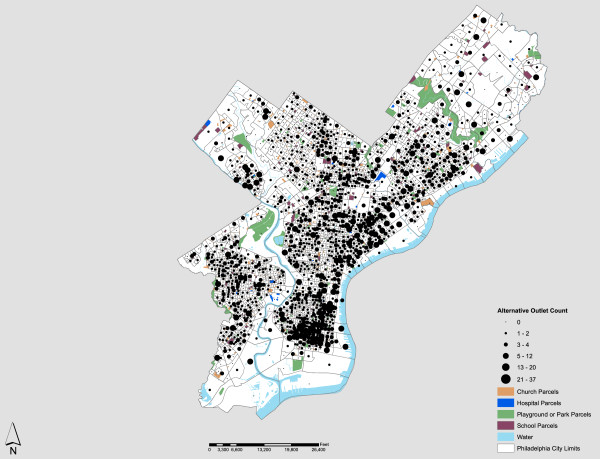 Alternative Outlet Count
0
1 - 2
3 - 4
5 - 12
13 - 20
21 - 37
Church Parcels
Hospital Parcels
Playground or Park Parcels
School Parcels
Water
Philadelphia City Limits
Feet
0 3,300 6,600 13,200 19,800 26,400
N